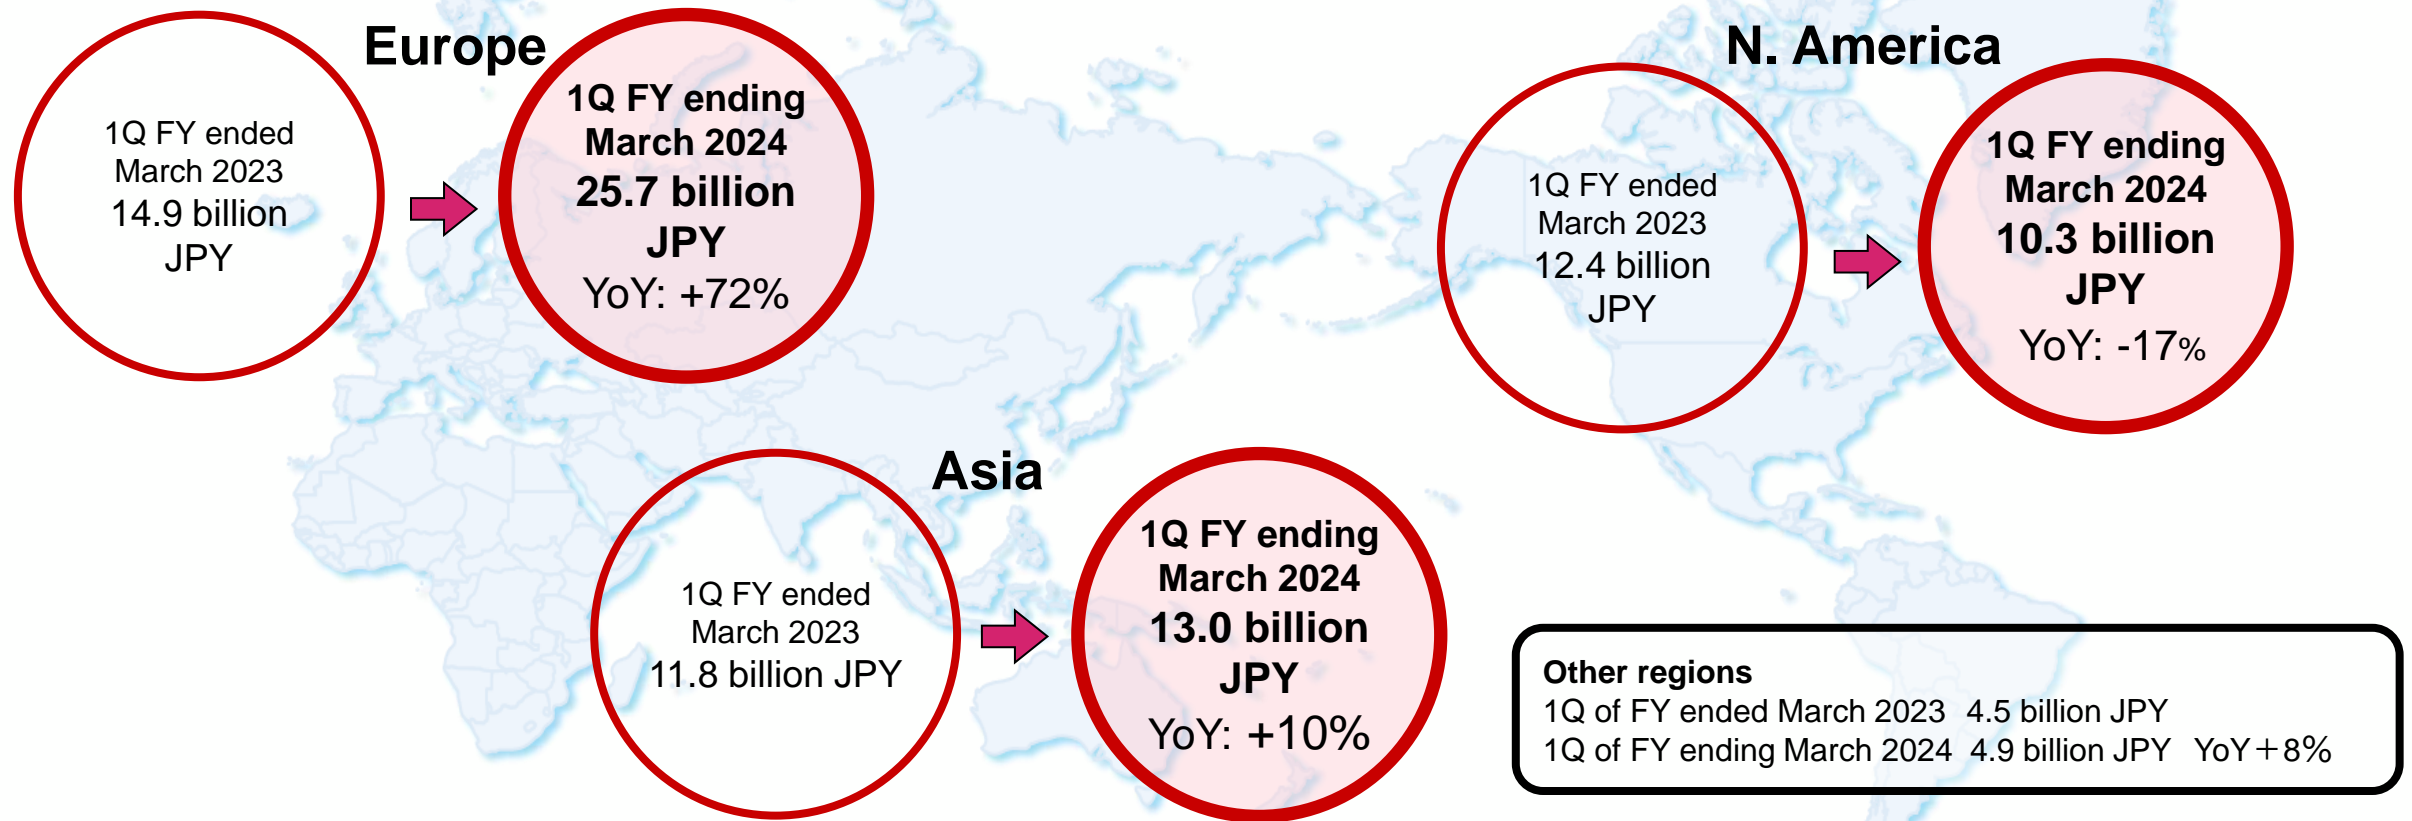 Europe
1Q FY ended
March 2023
14.9 billion
JPY
1Q FY ending
March 2024
25.7 billion
JPY
YoY: +72%
N. America
1Q FY ended
March 2023
12.4 billion
JPY
1Q FY ending
March 2024
10.3 billion
JPY
YoY: -17%
Asia
1Q FY ended
March 2023
11.8 billion JPY
1Q FY ending
March 2024
13.0 billion
JPY
YoY: +10%
Other regions
1Q of FY ended March 2023 4.5 billion JPY
1Q of FY ending March 2024 4.9 billion JPY YoY+8%